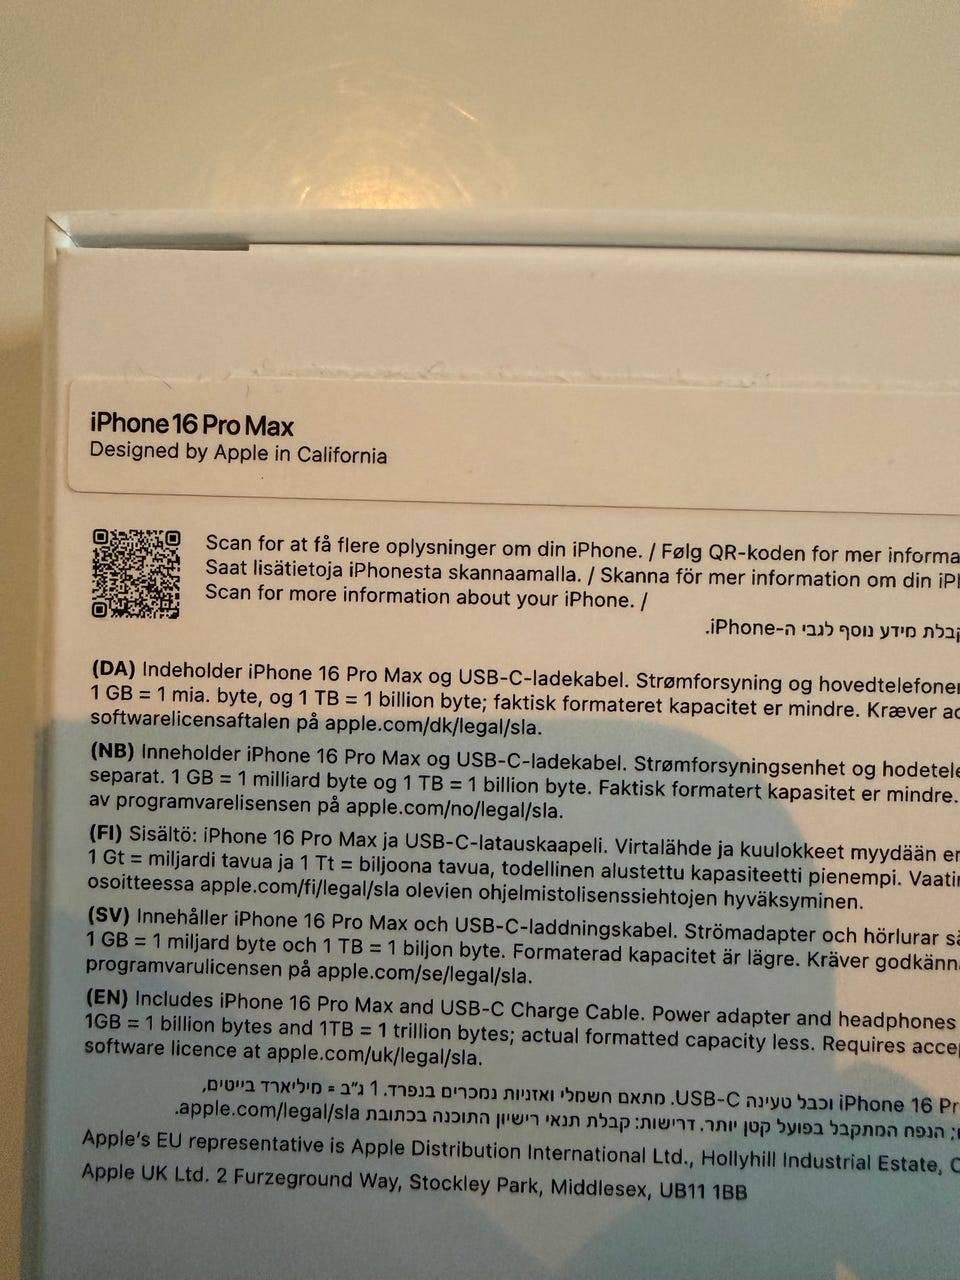 iPhone 16 Pro Max
Designed by Apple in California
Scan for at få flere oplysninger om din iPhone. / Følg QR-koden for mer informa
Saat lisätietoja iPhonesta skannaamalla. / Skanna för mer information om din iPh
Scan for more information about your iPhone. /
קבלת מידע נוסף לגבי ה-iPhone.
(DA) Indeholder iPhone 16 Pro Max og USB-C-ladekabel. Strømforsyning og hovedtelefoner
1 GB = 1 mia. byte, og 1 TB = 1 billion byte; faktisk formateret kapacitet er mindre. Kræver ac
softwarelicensaftalen på apple.com/dk/legal/sla.
(NB) Inneholder iPhone 16 Pro Max og USB-C-ladekabel. Strømforsyningsenhet og hodetele
separat. 1 GB = 1 milliard byte og 1 TB = 1 billion byte. Faktisk formatert kapasitet er mindre.
av programvarelisensen på apple.com/no/legal/sla.
(FI) Sisältö: iPhone 16 Pro Max ja USB-C-latauskaapeli. Virtalähde ja kuulokkeet myydään er
1 Gt = miljardi tavua ja 1 Tt = biljoona tavua, todellinen alustettu kapasiteetti pienempi. Vaatii
osoitteessa apple.com/fi/legal/sla olevien ohjelmistolisenssiehtojen hyväksyminen.
(SV) Innehåller iPhone 16 Pro Max och USB-C-laddningskabel. Strömadapter och hörlurar sä
1 GB = 1 miljard byte och 1 TB = 1 biljon byte. Formaterad kapacitet är lägre. Kräver godkänn
programvarulicensen på apple.com/se/legal/sla.
(EN) Includes iPhone 16 Pro Max and USB-C Charge Cable. Power adapter and headphones
1GB = 1 billion bytes and 1TB = 1 trillion bytes; actual formatted capacity less. Requires accep
software licence at apple.com/uk/legal/sla.
iPhone 16 Pr וכבל טעינה USB-C. מתאם חשמלי ואזניות נמכרים בנפרד. 1 ג״ב = מיליארד בייטים,
; הנפח המתקבל בפועל קטן יותר. דרישות: קבלת תנאי רישיון התוכנה בכתובת apple.com/legal/sla.
Apple's EU representative is Apple Distribution International Ltd., Hollyhill Industrial Estate, C
Apple UK Ltd. 2 Furzeground Way, Stockley Park, Middlesex, UB11 1BB